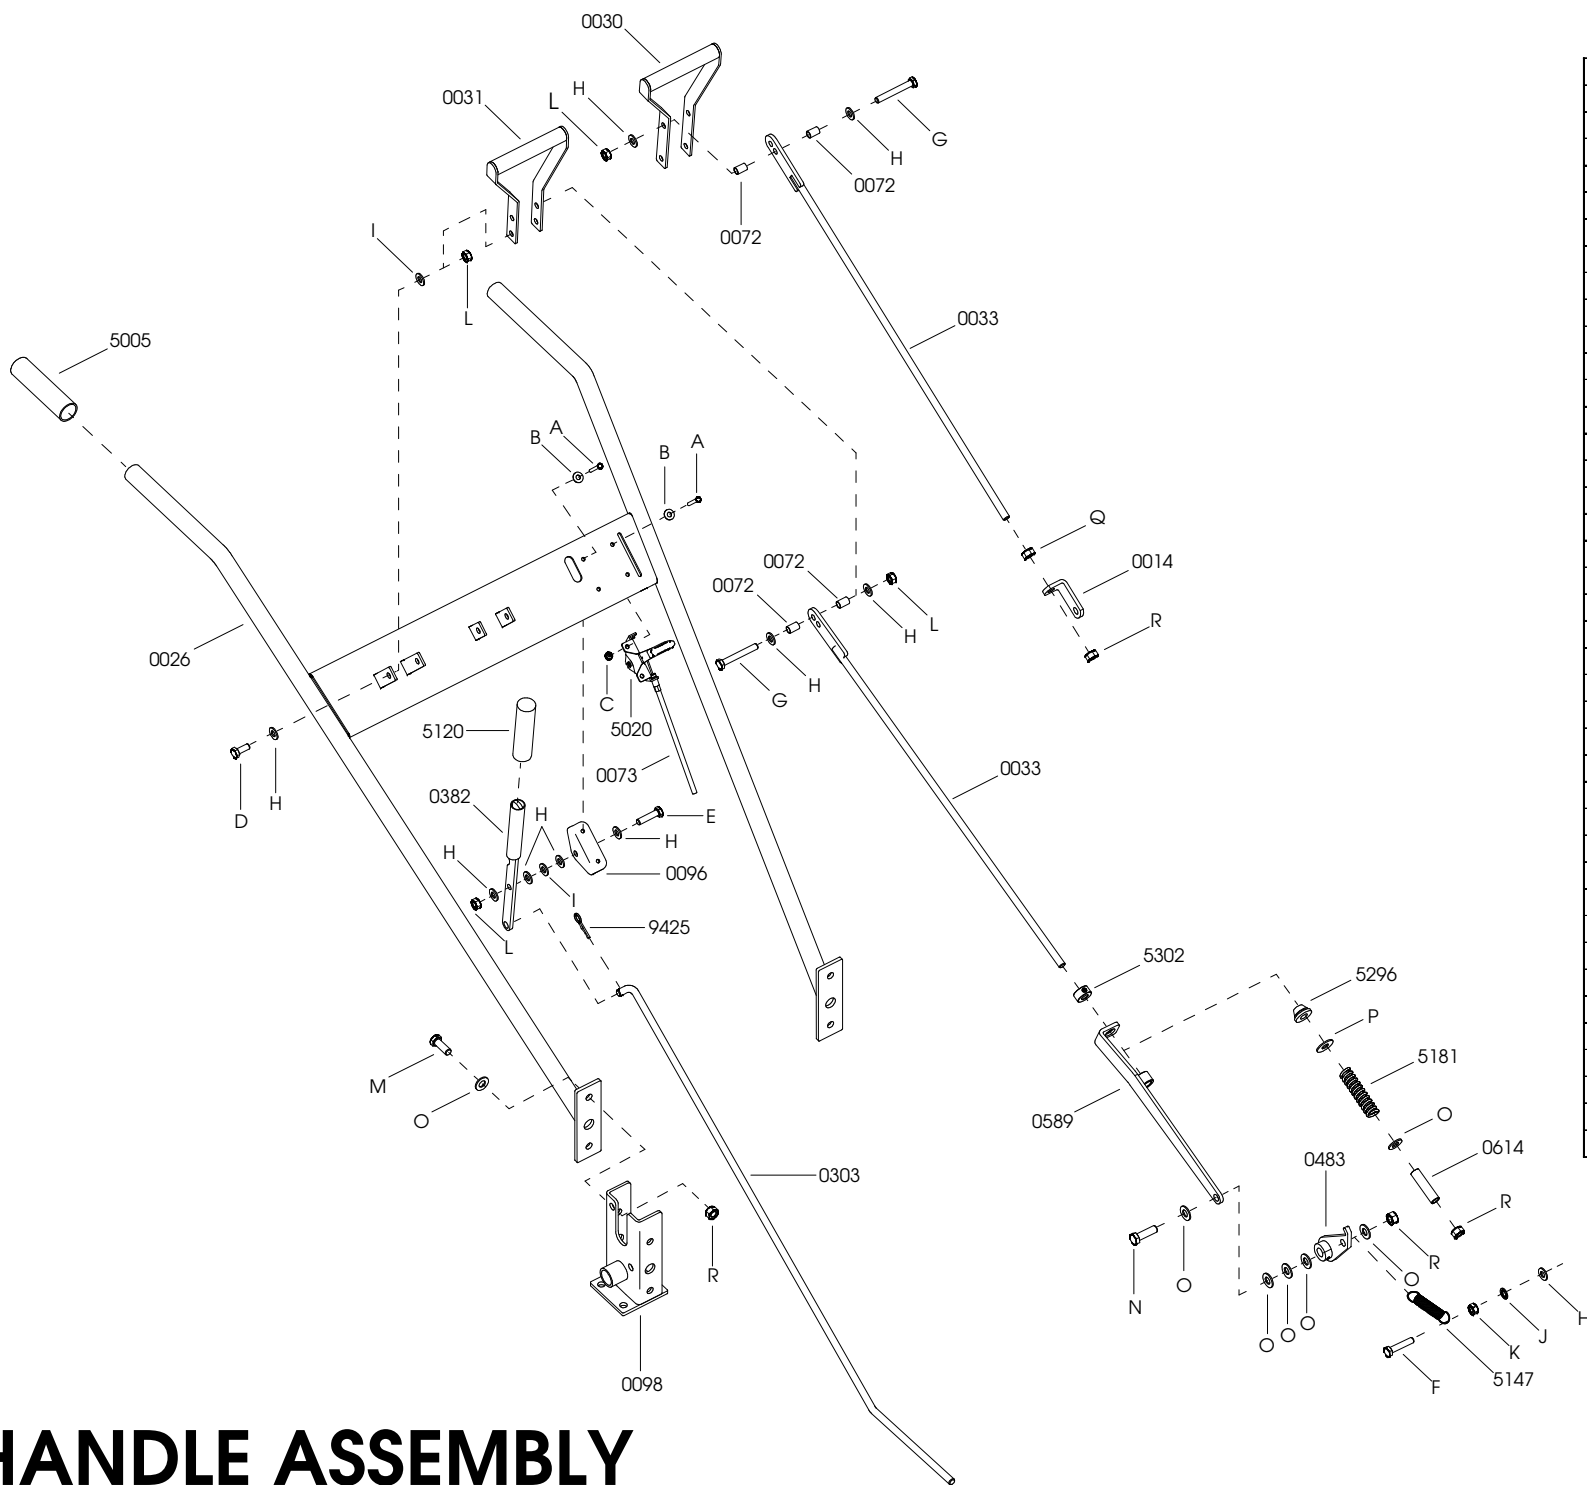 0030
0031
L
H
G
H
0072
0072
I
L
0033
5005
B
A
B
A
Q
0014
0072
0072
R
0026
H
L
C
H
G
5020
5120
0073
0033
D
H
0382
H
E
H
H
0096
I
L
9425
5302
5296
P
M
5181
O
0589
O
0614
0483
0303
R
R
R
O
N
O
O
O
O
H
J
K
5147
F
0098
HANDLE ASSEMBLY